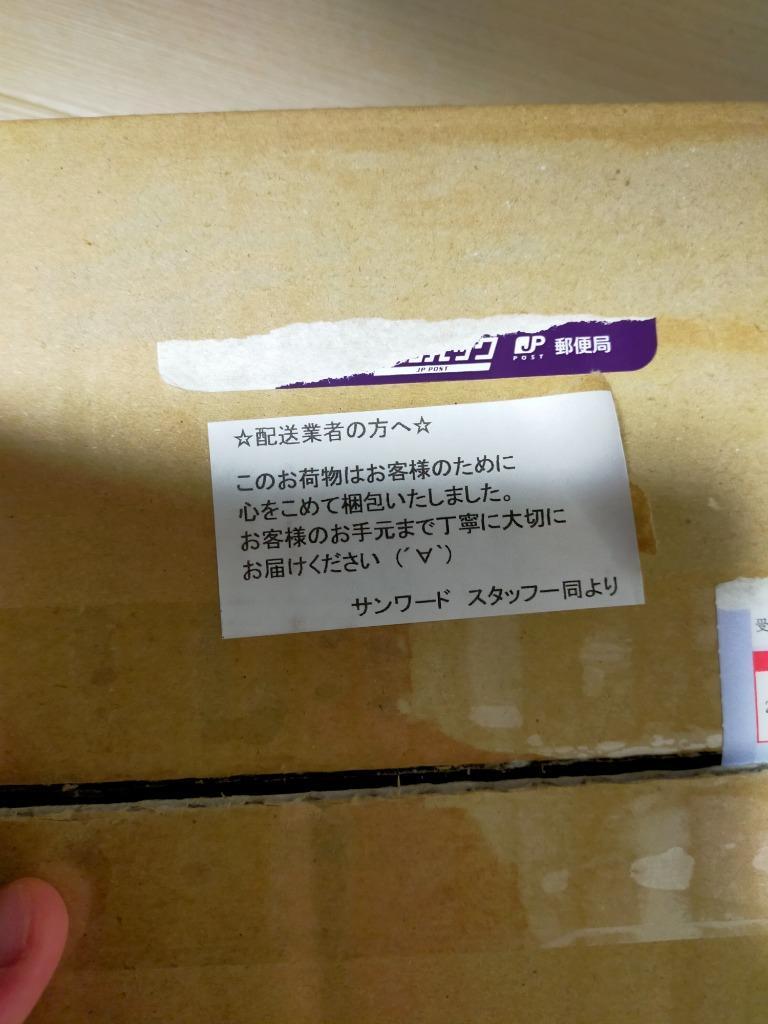 JP POST
JP POST 郵便局
☆配送業者の方へ☆
このお荷物はお客様のために
心をこめて梱包いたしました。
お客様のお手元まで丁寧に大切に
お届けください (´∀`)
サンワード スタッフ一同より
受